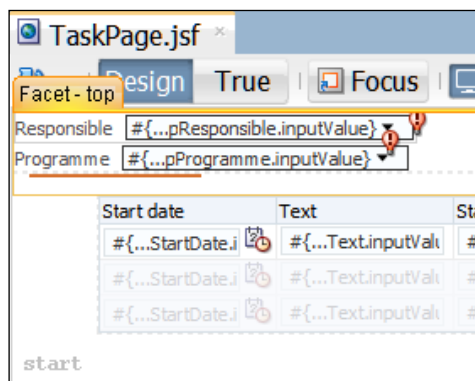 TaskPage.jsf
Design True Focus
Facet - top
Responsible #{...pResponsible.inputValue}
Programme #{...pProgramme.inputValue}
Start date Text Sta
#{...StartDate.i #{...Text.inputValu #
#{...StartDate.i #{...Text.inputValu #
#{...StartDate.i #{...Text.inputValu #
start